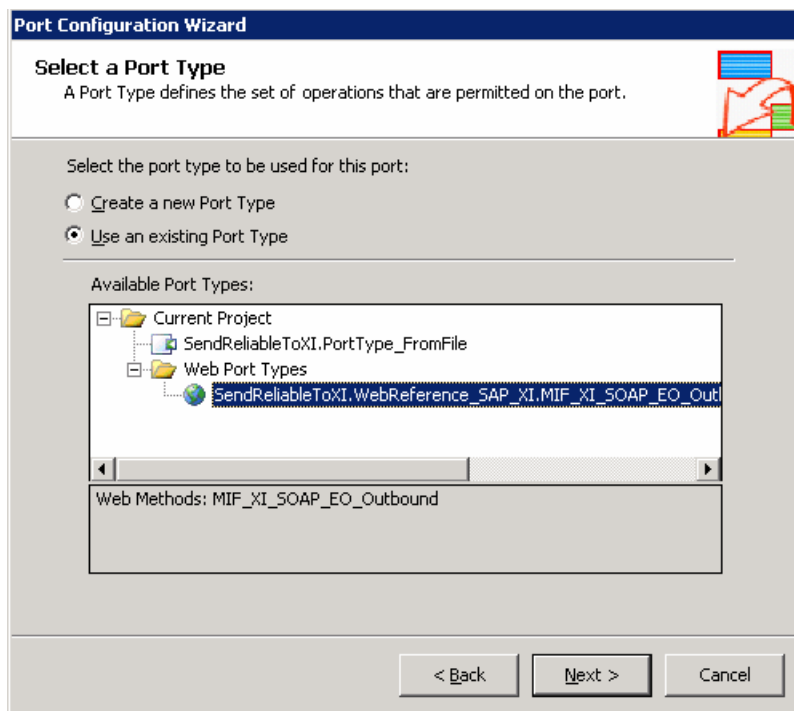 Port Configuration Wizard
Select a Port Type
A Port Type defines the set of operations that are permitted on the port.
Select the port type to be used for this port:
Create a new Port Type
Use an existing Port Type
Available Port Types:
Current Project
SendReliableToXI.PortType_FromFile
Web Port Types
SendReliableToXI.WebReference_SAP_XI.MIF_XI_SOAP_EO_Out
Web Methods: MIF_XI_SOAP_EO_Outbound
< Back
Next >
Cancel